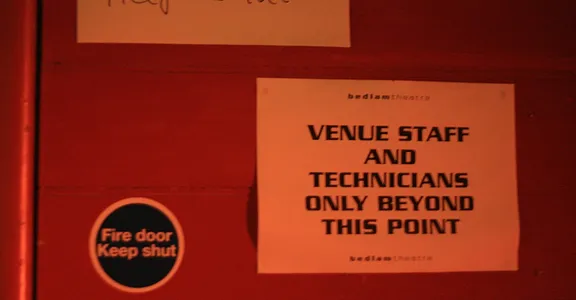 bedlamtheatre
VENUE STAFF
AND
TECHNICIANS
ONLY BEYOND
THIS POINT
bedlamtheatre
Fire door
Keep shut